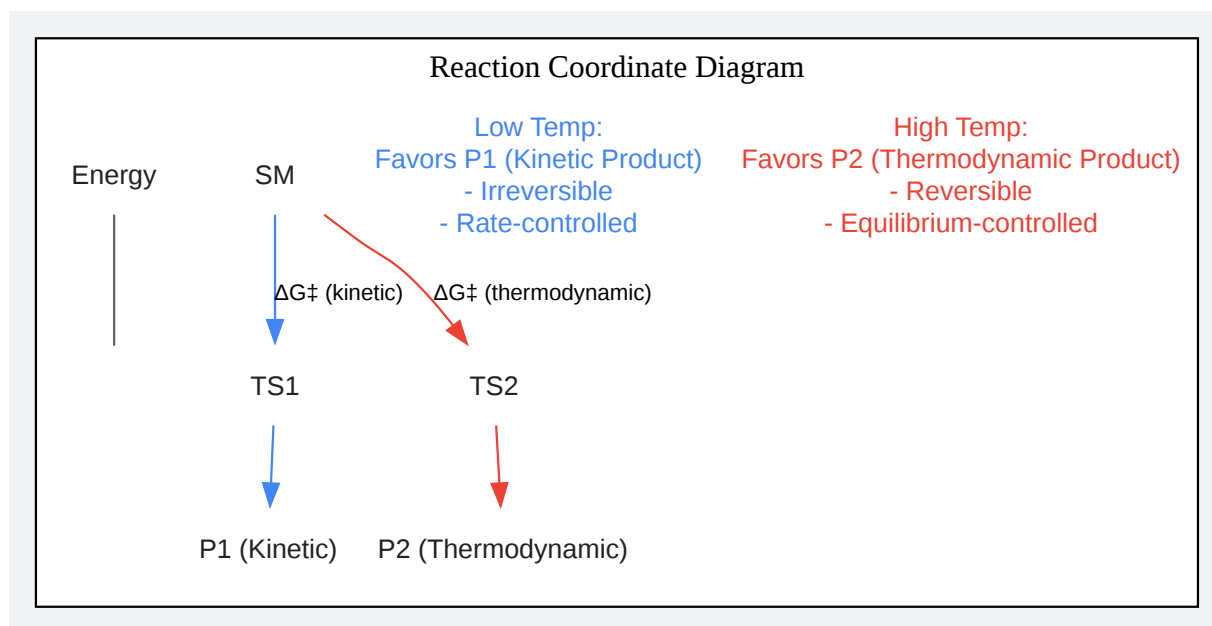 Reaction Coordinate Diagram
Energy
SM
Low Temp:
Favors P1 (Kinetic Product)
- Irreversible
- Rate-controlled
High Temp:
Favors P2 (Thermodynamic Product)
- Reversible
- Equilibrium-controlled
ΔG‡ (kinetic)
ΔG‡ (thermodynamic)
TS1
TS2
P1 (Kinetic)
P2 (Thermodynamic)